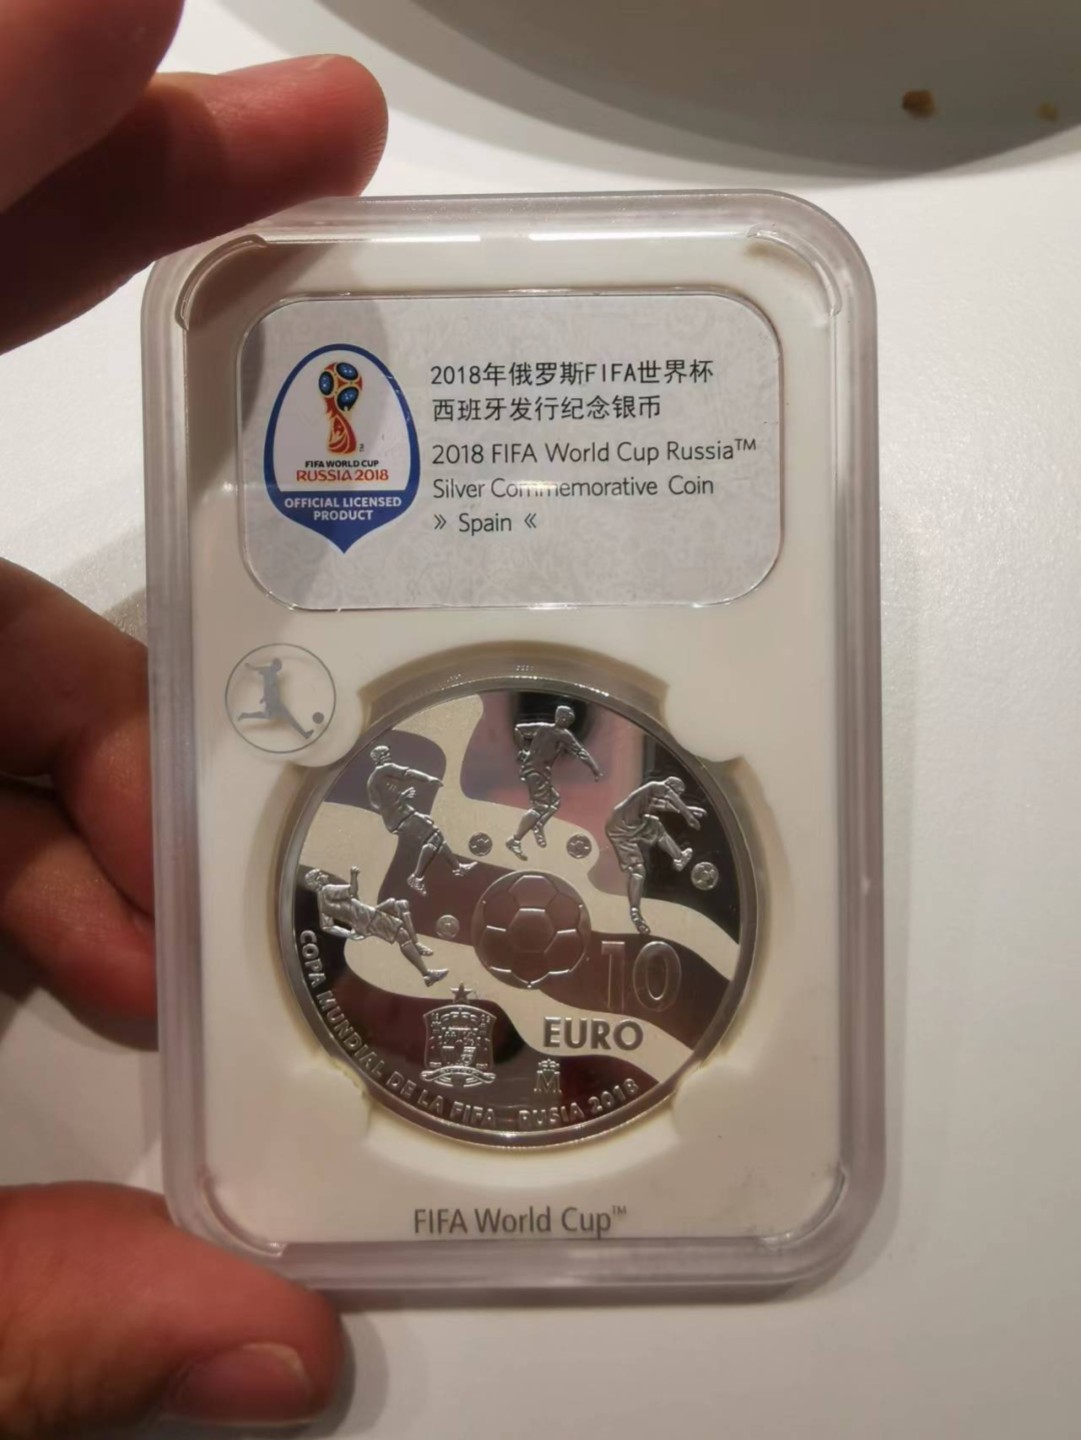 2018年俄罗斯FIFA世界杯
西班牙发行纪念银币
2018 FIFA World Cup Russia™
Silver Commemorative Coin
» Spain «
FIFA WORLD CUP
RUSSIA 2018
OFFICIAL LICENSED
PRODUCT
10
EURO
M
COPA MUNDIAL DE LA FIFA RUSIA 2018
FIFA World Cup™